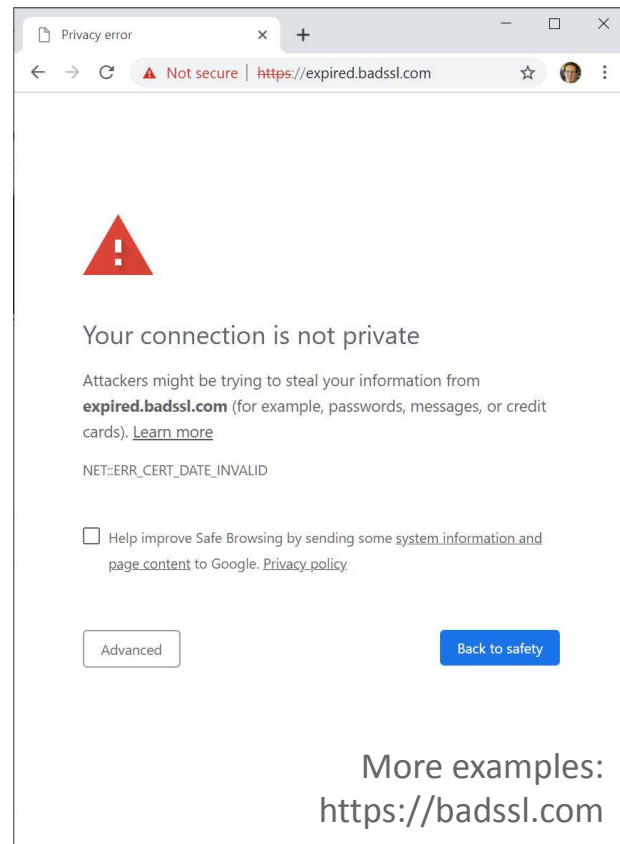 Privacy error
Not secure | https://expired.badssl.com
Your connection is not private
Attackers might be trying to steal your information from
expired.badssl.com (for example, passwords, messages, or credit
cards). Learn more
NET::ERR_CERT_DATE_INVALID
Help improve Safe Browsing by sending some system information and
page content to Google. Privacy policy
Advanced
Back to safety
More examples:
https://badssl.com